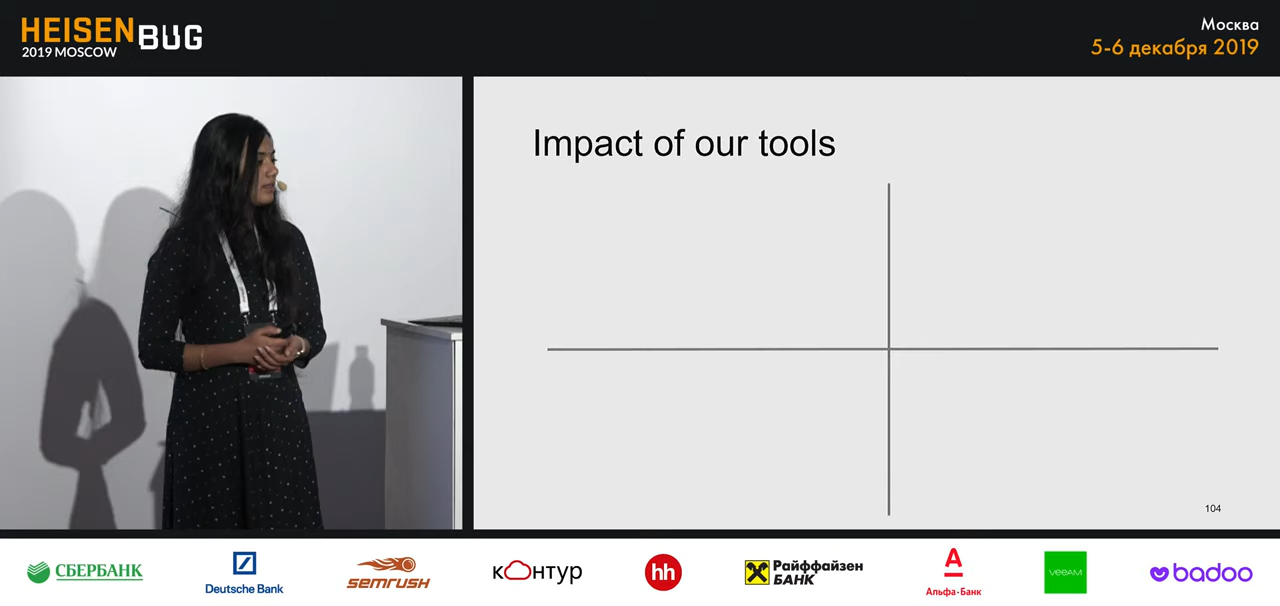 HEISENBUG
2019 MOSCOW
Москва
5-6 декабря 2019
Impact of our tools
104
СБЕРБАНК
Deutsche Bank
semrush
кОнтур
hh
Райффайзен
БАНК
А
Альфа·Банк
veeam
badoo